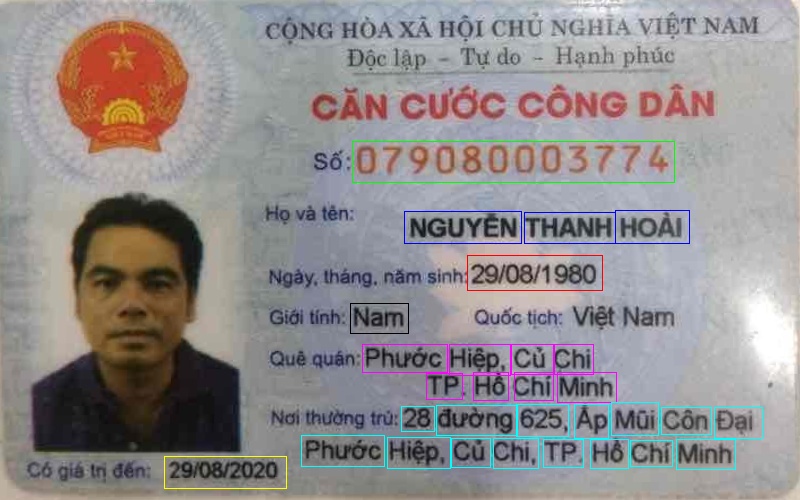 CỘNG HÒA XÃ HỘI CHỦ NGHĨA VIỆT NAM
Độc lập - Tự do - Hạnh phúc
CĂN CƯỚC CÔNG DÂN
Số: 079080003774
Họ và tên: NGUYỄN THANH HOÀI
Ngày, tháng, năm sinh: 29/08/1980
Giới tính: Nam Quốc tịch: Việt Nam
Quê quán: Phước Hiệp, Củ Chi
TP. Hồ Chí Minh
Nơi thường trú: 28 đường 625, Ấp Mũi Côn Đại
Phước Hiệp, Củ Chi, TP. Hồ Chí Minh
Có giá trị đến: 29/08/2020